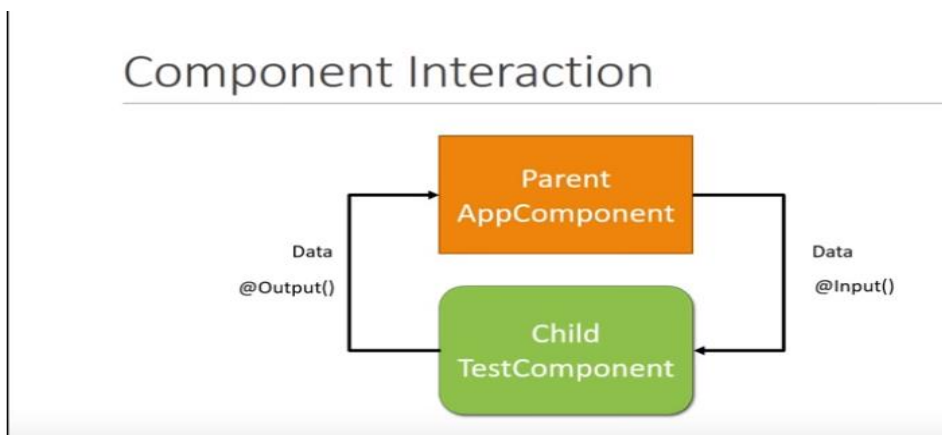 Component Interaction
Parent
AppComponent
Data
@Output()
Data
@Input()
Child
TestComponent